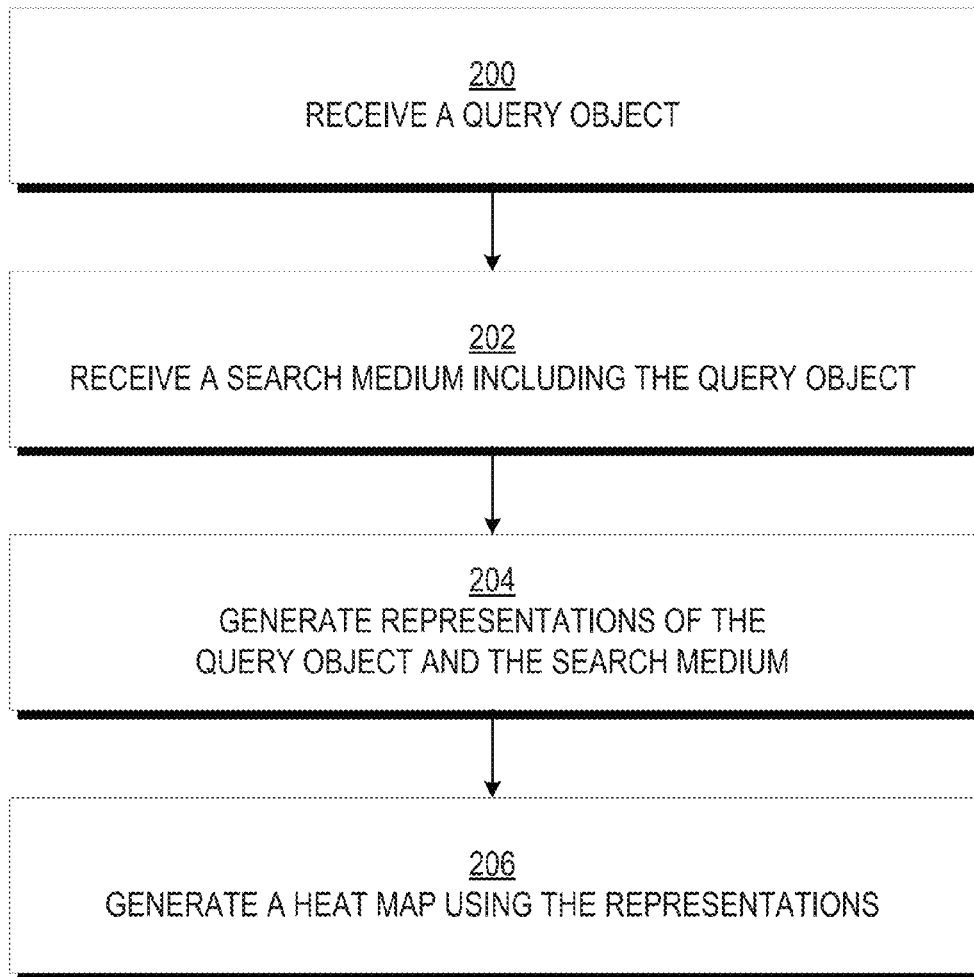 200
RECEIVE A QUERY OBJECT
202
RECEIVE A SEARCH MEDIUM INCLUDING THE QUERY OBJECT
204
GENERATE REPRESENTATIONS OF THE
QUERY OBJECT AND THE SEARCH MEDIUM
206
GENERATE A HEAT MAP USING THE REPRESENTATIONS